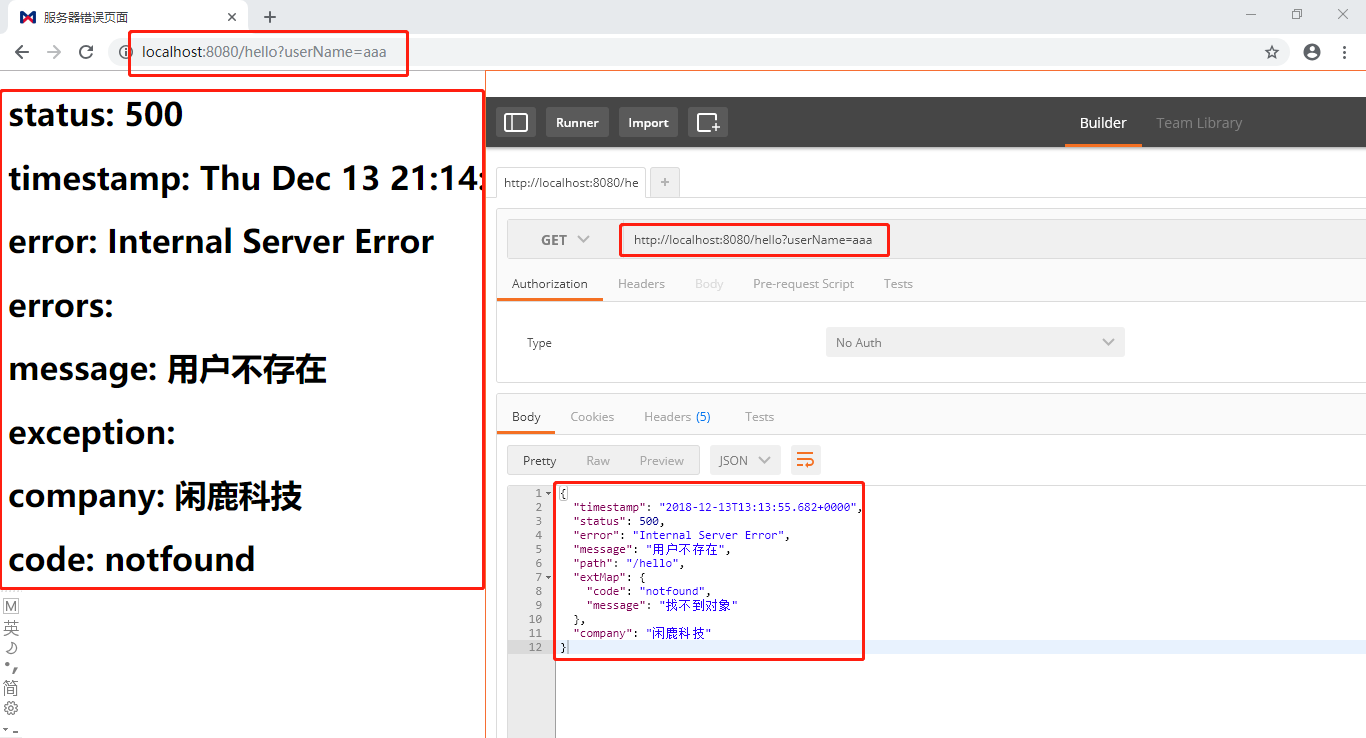 服务器错误页面
localhost:8080/hello?userName=aaa
status: 500
timestamp: Thu Dec 13 21:14:
error: Internal Server Error
errors:
message: 用户不存在
exception:
company: 闲鹿科技
code: notfound
M
英
简
Runner
Import
Builder
Team Library
http://localhost:8080/he
GET
http://localhost:8080/hello?userName=aaa
Authorization
Headers
Body
Pre-request Script
Tests
Type
No Auth
Body
Cookies
Headers (5)
Tests
Pretty
Raw
Preview
JSON
1 {
2 "timestamp": "2018-12-13T13:13:55.682+0000",
3 "status": 500,
4 "error": "Internal Server Error",
5 "message": "用户不存在",
6 "path": "/hello",
7 "extMap": {
8 "code": "notfound",
9 "message": "找不到对象"
10 },
11 "company": "闲鹿科技"
12 }